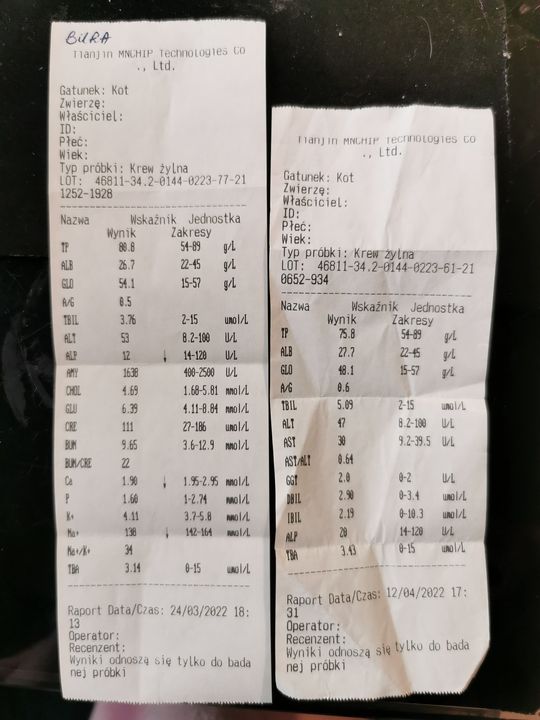 BURA
Tianjin MNCHIP Technologies Co
., Ltd.
Gatunek: Kot
Zwierzę:
Właściciel:
ID:
Płeć:
Wiek:
Typ próbki: Krew żylna
LOT: 46811-34.2-0144-0223-77-21
1252-1928
Nazwa Wskaźnik Jednostka
Wynik Zakresy
TP 80.8 54-89 g/L
ALB 26.7 22-45 g/L
GLO 54.1 15-57 g/L
A/G 0.5
TBIL 3.76 2-15 umol/L
ALT 53 8.2-100 U/L
ALP 12 ↓ 14-120 U/L
AMY 1638 400-2500 U/L
CHOL 4.69 1.68-5.81 mmol/L
GLU 6.39 4.11-8.84 mmol/L
CRE 111 27-186 umol/L
BUN 9.65 3.6-12.9 mmol/L
BUN/CRE 22
Ca 1.90 ↓ 1.95-2.95 mmol/L
P 1.60 1-2.74 mmol/L
K+ 4.11 3.7-5.8 mmol/L
Na+ 138 ↓ 142-164 mmol/L
Na+/K+ 34
TBA 3.14 0-15 umol/L
Raport Data/Czas: 24/03/2022 18:
13
Operator:
Recenzent:
Wyniki odnoszą się tylko do bada
nej próbki
Tianjin MNCHIP Technologies Co
., Ltd.
Gatunek: Kot
Zwierzę:
Właściciel:
ID:
Płeć:
Wiek:
Typ próbki: Krew żylna
LOT: 46811-34.2-0144-0223-61-21
0652-934
Nazwa Wskaźnik Jednostka
Wynik Zakresy
TP 75.8 54-89 g/L
ALB 27.7 22-45 g/L
GLO 48.1 15-57 g/L
A/G 0.6
TBIL 5.09 2-15 umol/L
ALT 47 8.2-100 U/L
AST 30 9.2-39.5 U/L
AST/ALT 0.64
GGT 2.0 0-2 U/L
DBIL 2.90 0-3.4 umol/L
IBIL 2.19 0-10.3 umol/L
ALP 20 14-120 U/L
TBA 3.43 0-15 umol/L
Raport Data/Czas: 12/04/2022 17:
31
Operator:
Recenzent:
Wyniki odnoszą się tylko do bada
nej próbki